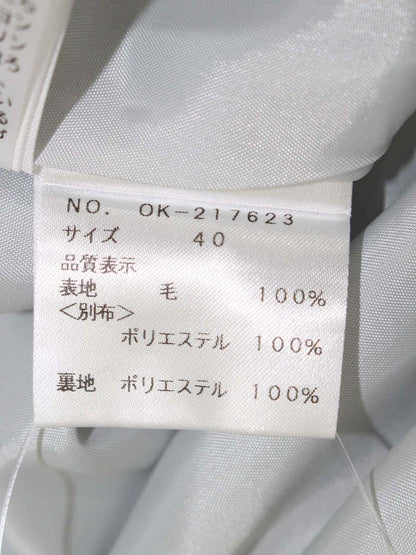 NO. OK-217623
サイズ 40
品質表示
表地 毛 100%
<別布>
ポリエステル 100%
裏地 ポリエステル 100%